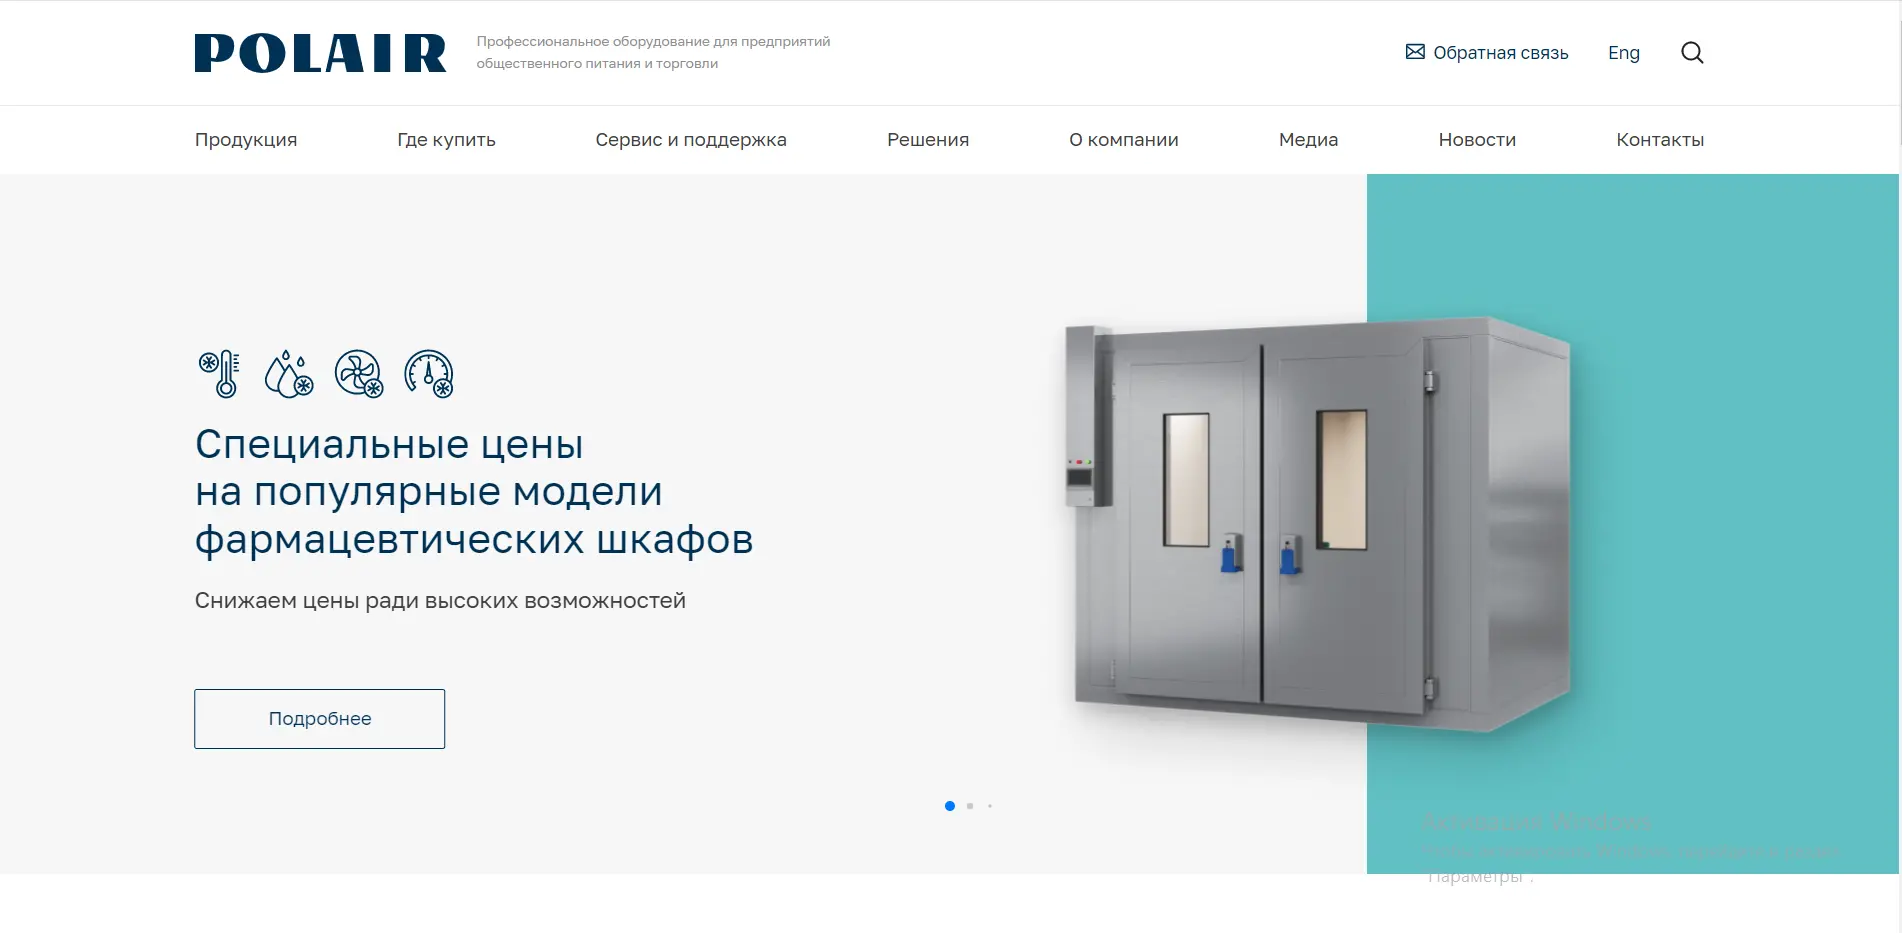 POLAIR
Профессиональное оборудование для предприятий
общественного питания и торговли
Обратная связь
Eng
Продукция
Где купить
Сервис и поддержка
Решения
О компании
Медиа
Новости
Контакты
Специальные цены
на популярные модели
фармацевтических шкафов
Снижаем цены ради высоких возможностей
Подробнее
Активация Windows
Чтобы активировать Windows, перейдите в раздел
"Параметры".